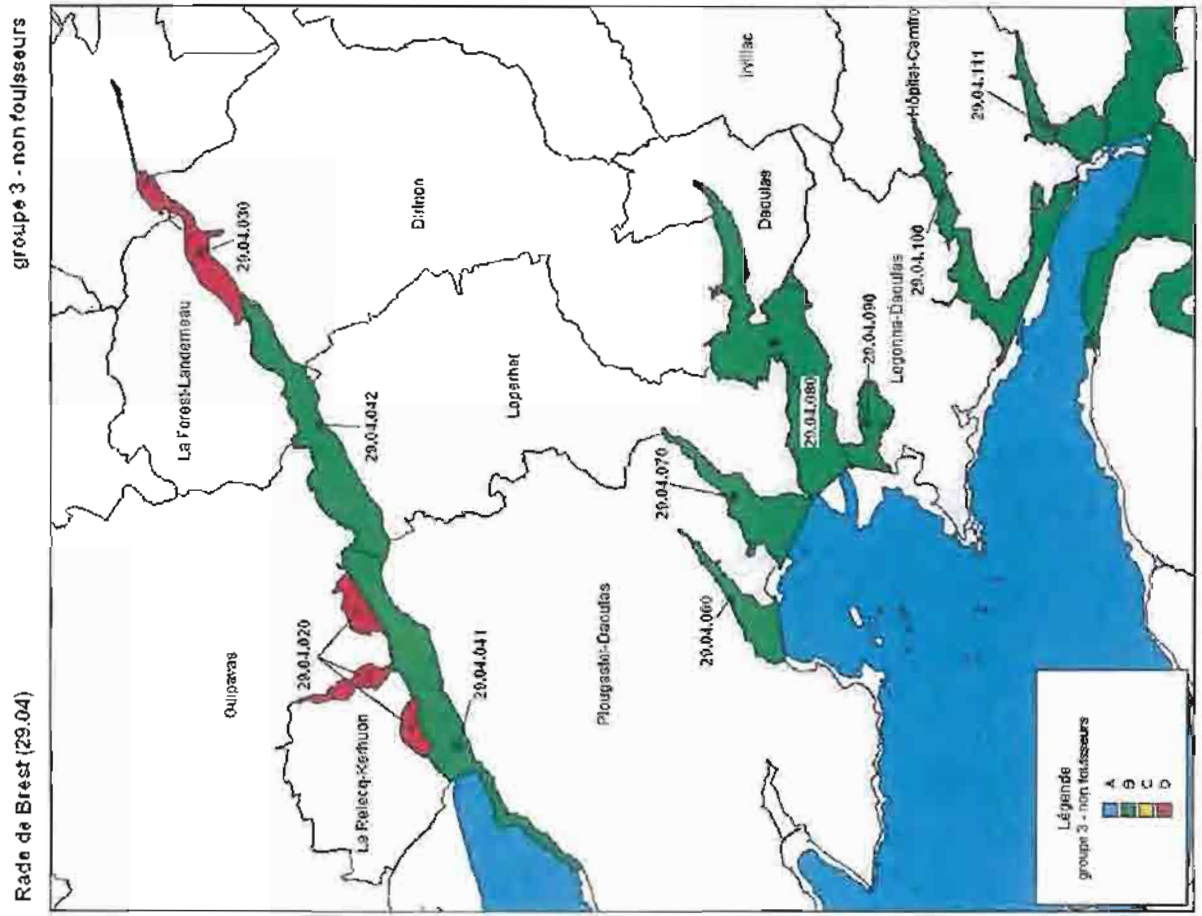 Rade de Brest (29.04)
groupe 3 - non fouisseurs
La Forest-Landerneau
29.04.030
Dirinon
Guipavas
29.04.042
Loperhet
29.04.020
Le Relecq-Kerhuon
29.04.041
Plougastel-Daoulas
29.04.060
29.04.070
29.04.080
29.04.090
Daoulas
Irvillac
Logonna-Daoulas
29.04.100
Hôpital-Camfro
29.04.111
Légende
groupe 3 - non fouisseurs
A
B
C
D